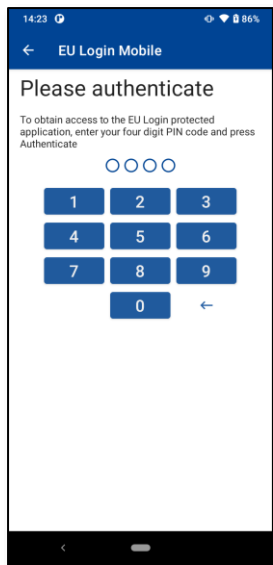 14:23 86%
← EU Login Mobile
Please authenticate
To obtain access to the EU Login protected
application, enter your four digit PIN code and press
Authenticate
1 2 3
4 5 6
7 8 9
0 ←